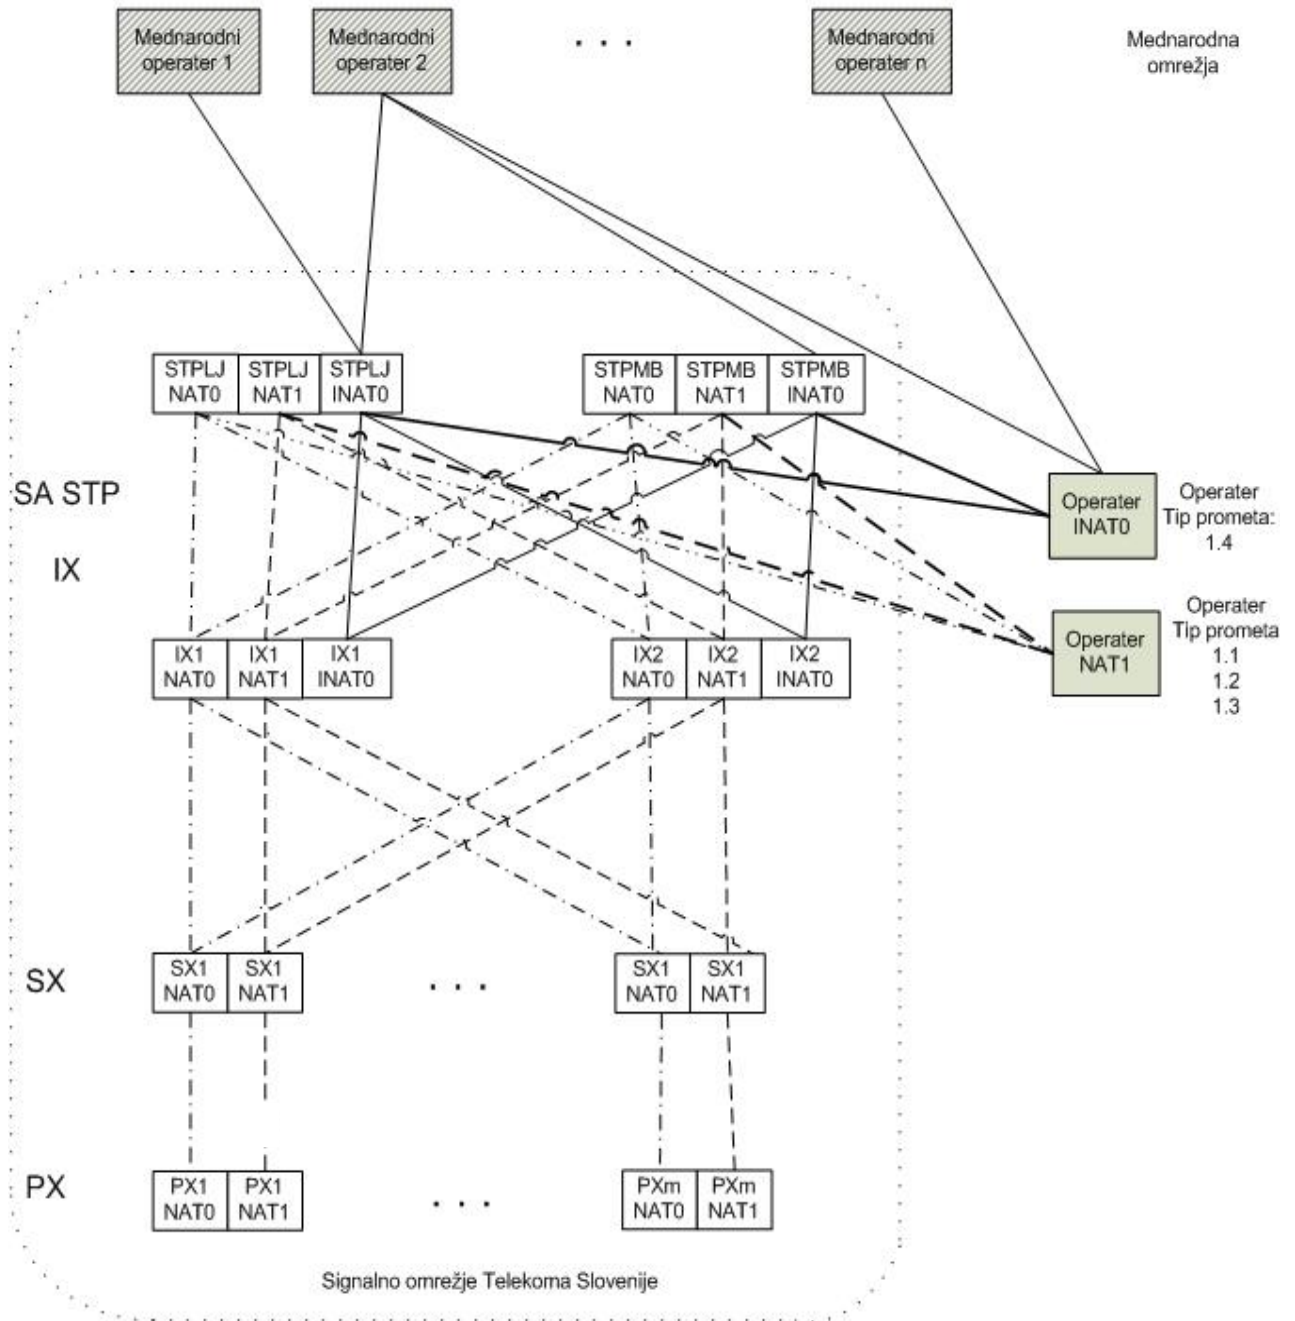 Mednarodni
operater 1
Mednarodni
operater 2
. . .
Mednarodni
operater n
Mednarodna
omrežja
STPLJ
NAT0
STPLJ
NAT1
STPLJ
INAT0
STPMB
NAT0
STPMB
NAT1
STPMB
INAT0
SA STP
IX
Operater
INAT0
Operater
Tip prometa:
1.4
Operater
NAT1
Operater
Tip prometa
1.1
1.2
1.3
IX1
NAT0
IX1
NAT1
IX1
INAT0
IX2
NAT0
IX2
NAT1
IX2
INAT0
SX
SX1
NAT0
SX1
NAT1
. . .
SX1
NAT0
SX1
NAT1
PX
PX1
NAT0
PX1
NAT1
. . .
PXm
NAT0
PXm
NAT1
Signalno omrežje Telekoma Slovenije